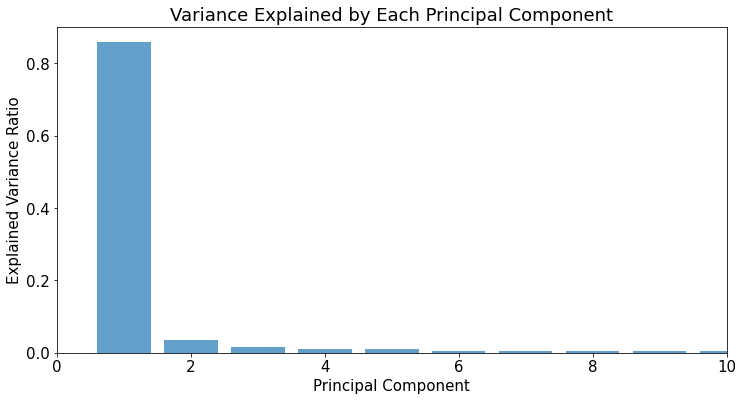 Variance Explained by Each Principal Component
Explained Variance Ratio
0.8
0.6
0.4
0.2
0.0
0 2 4 6 8 10
Principal Component